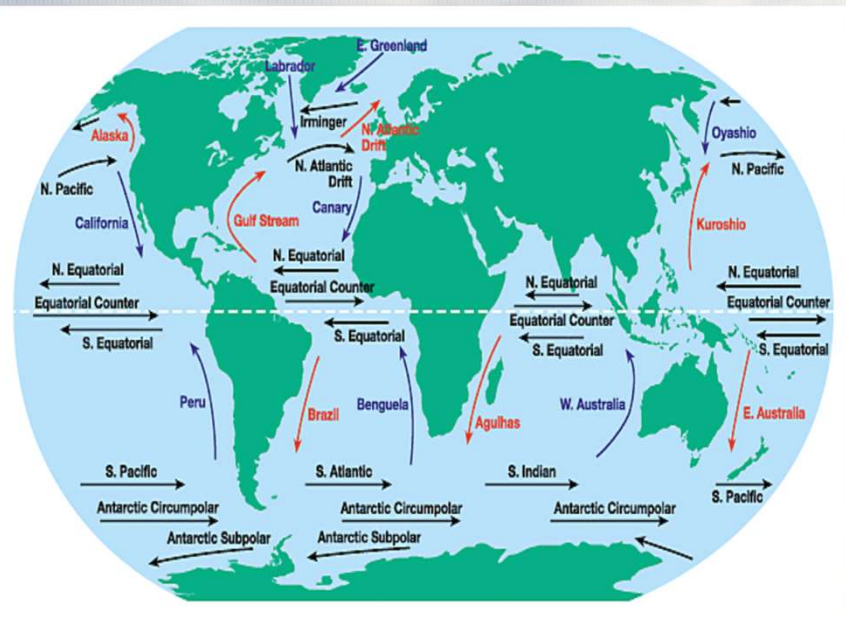 E. Greenland
Labrador
Irminger
Alaska
N. Atlantic
Drift
Oyashio
N. Pacific
N. Atlantic
Drift
N. Pacific
California
Gulf Stream
Canary
Kuroshio
N. Equatorial
N. Equatorial
N. Equatorial
N. Equatorial
Equatorial Counter
Equatorial Counter
Equatorial Counter
Equatorial Counter
S. Equatorial
S. Equatorial
S. Equatorial
S. Equatorial
Peru
Brazil
Benguela
Agulhas
W. Australia
E. Australia
S. Pacific
S. Atlantic
S. Indian
S. Pacific
Antarctic Circumpolar
Antarctic Circumpolar
Antarctic Circumpolar
Antarctic Subpolar
Antarctic Subpolar